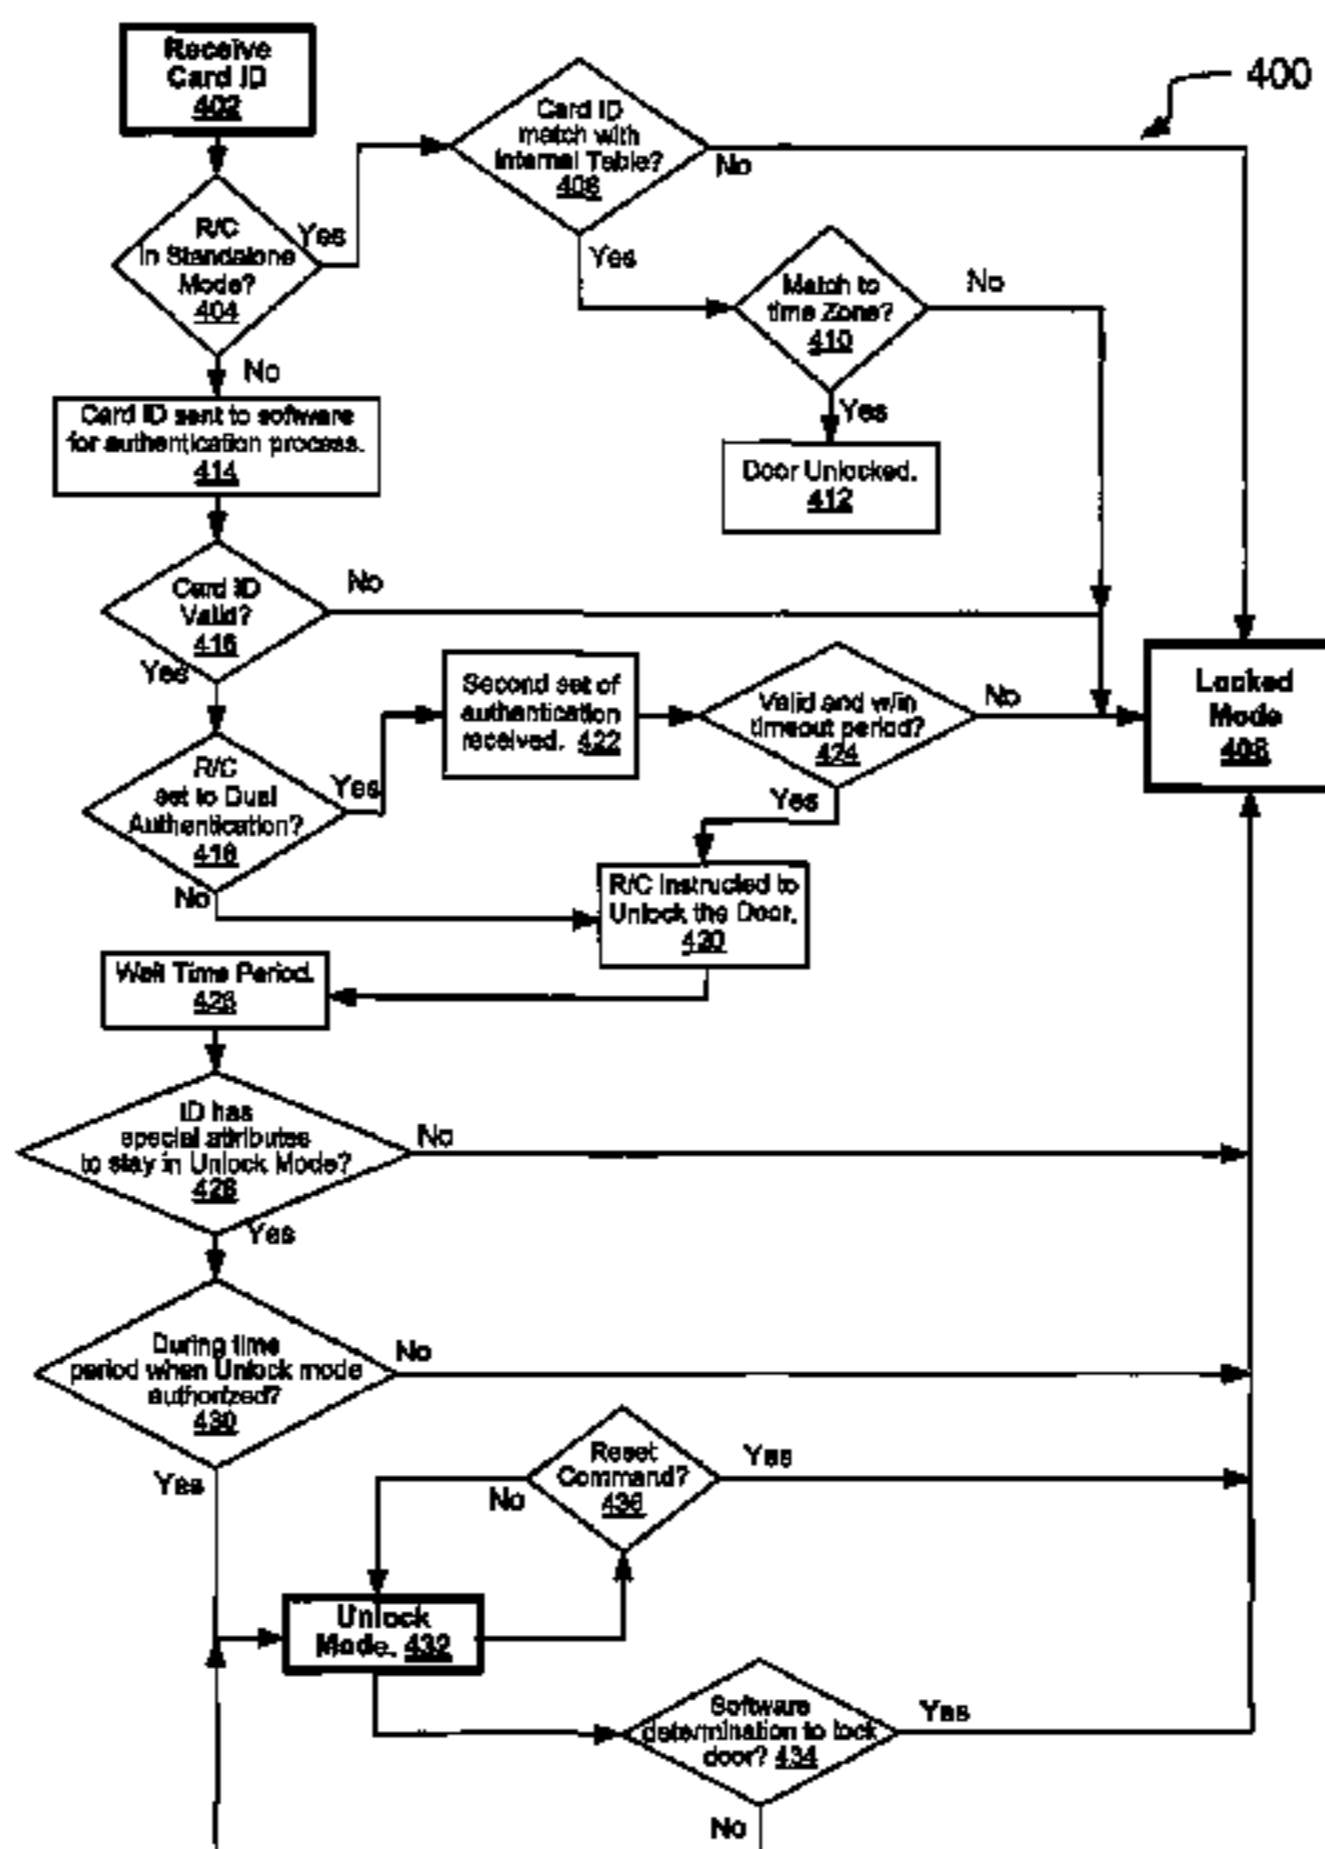 400
Receive
Card ID
402
Card ID
match with
Internal Table?
406
No
Yes
R/C
in Standalone
Mode?
404
Yes
No
Match to
time Zone?
410
No
Yes
Door Unlocked.
412
Card ID sent to software
for authentication process.
414
Card ID
Valid?
416
No
Yes
Second set of
authentication
received. 422
Valid and w/in
timeout period?
424
No
Yes
Locked
Mode
408
R/C
set to Dual
Authentication?
418
Yes
No
R/C Instructed to
Unlock the Door.
420
Wait Time Period.
426
ID has
special attributes
to stay in Unlock Mode?
428
No
Yes
During time
period when Unlock mode
authorized?
430
No
Yes
Reset
Command?
436
Yes
No
Unlock
Mode. 432
Software
determination to lock
door? 434
Yes
No